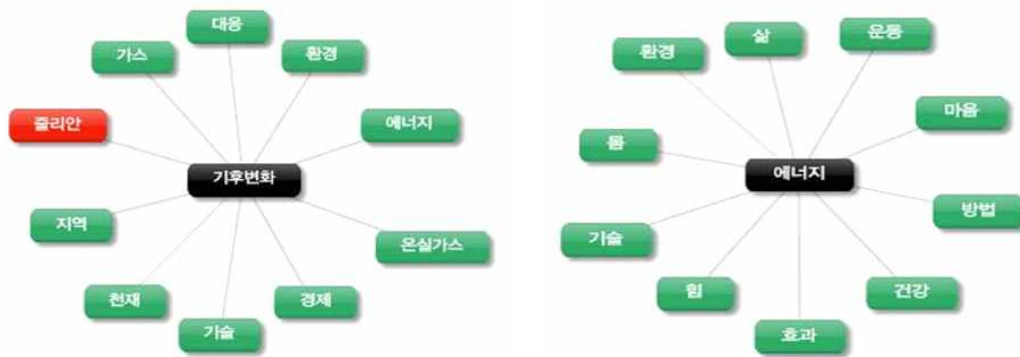 대응
가스
환경
줄리안
에너지
기후변화
지역
온실가스
천재
경제
기술
삶
운동
환경
마음
몸
에너지
방법
기술
힘
건강
효과